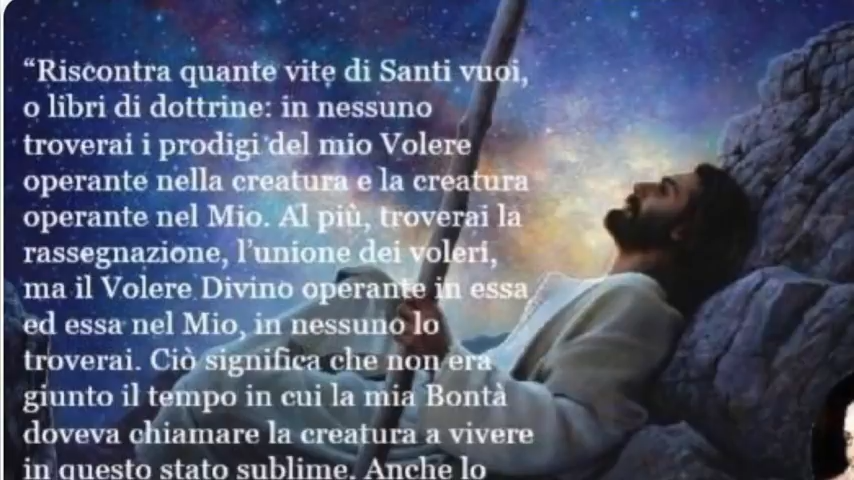 “Riscontra quante vite di Santi vuoi,
o libri di dottrine: in nessuno
troverai i prodigi del mio Volere
operante nella creatura e la creatura
operante nel Mio. Al più, troverai la
rassegnazione, l’unione dei voleri,
ma il Volere Divino operante in essa
ed essa nel Mio, in nessuno lo
troverai. Ciò significa che non era
giunto il tempo in cui la mia Bontà
doveva chiamare la creatura a vivere
in questo stato sublime. Anche lo